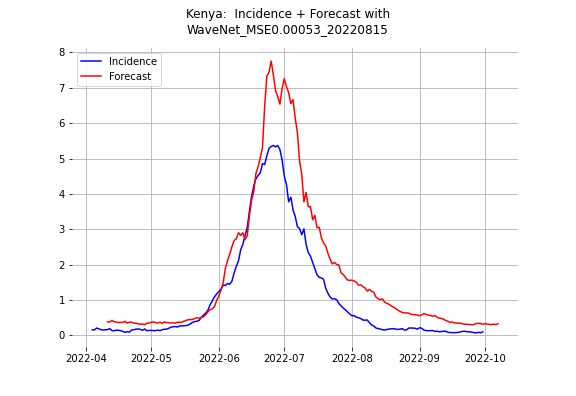 Kenya:  Incidence + Forecast with
WaveNet_MSE0.00053_20220815
8
7
6
5
4
3
2
1
0
Incidence
Forecast
2022-04 2022-05 2022-06 2022-07 2022-08 2022-09 2022-10